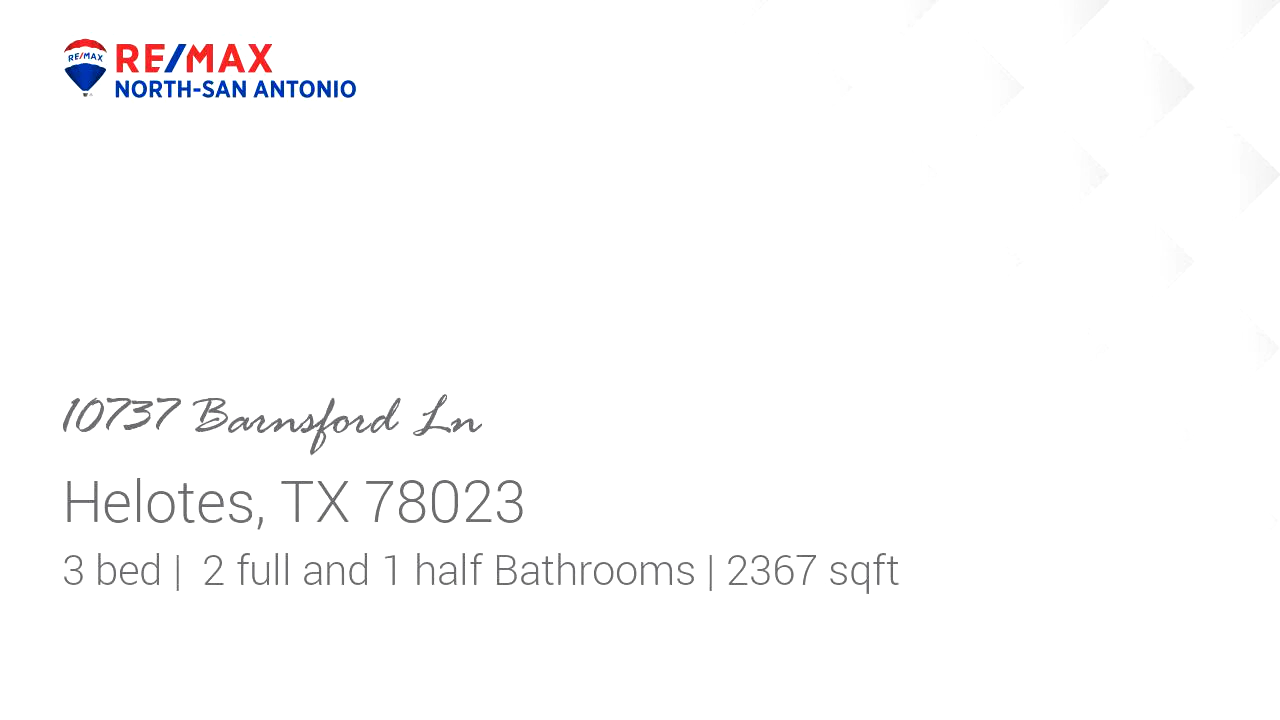 RE/MAX
RE/MAX
NORTH-SAN ANTONIO
10737 Barnsford Ln
Helotes, TX 78023
3 bed | 2 full and 1 half Bathrooms | 2367 sqft